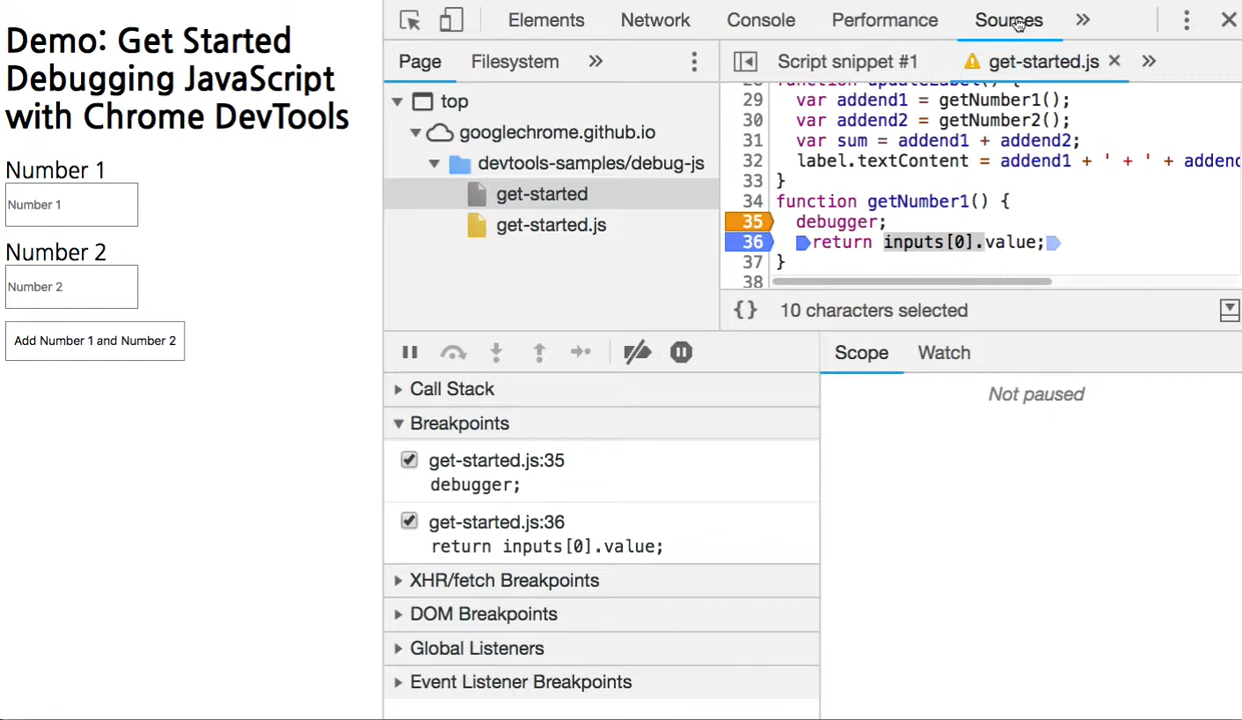 Demo: Get Started
Debugging JavaScript
with Chrome DevTools
Number 1
Number 1
Number 2
Number 2
Add Number 1 and Number 2
Elements Network Console Performance Sources »
Page Filesystem »
top
googlechrome.github.io
devtools-samples/debug-js
get-started
get-started.js
Script snippet #1 get-started.js × »
function updateLabel() {
29 var addend1 = getNumber1();
30 var addend2 = getNumber2();
31 var sum = addend1 + addend2;
32 label.textContent = addend1 + ' + ' + addend
33 }
34 function getNumber1() {
35 debugger;
36 return inputs[0].value;
37 }
38
{} 10 characters selected
Call Stack
Breakpoints
get-started.js:35
debugger;
get-started.js:36
return inputs[0].value;
XHR/fetch Breakpoints
DOM Breakpoints
Global Listeners
Event Listener Breakpoints
Scope Watch
Not paused